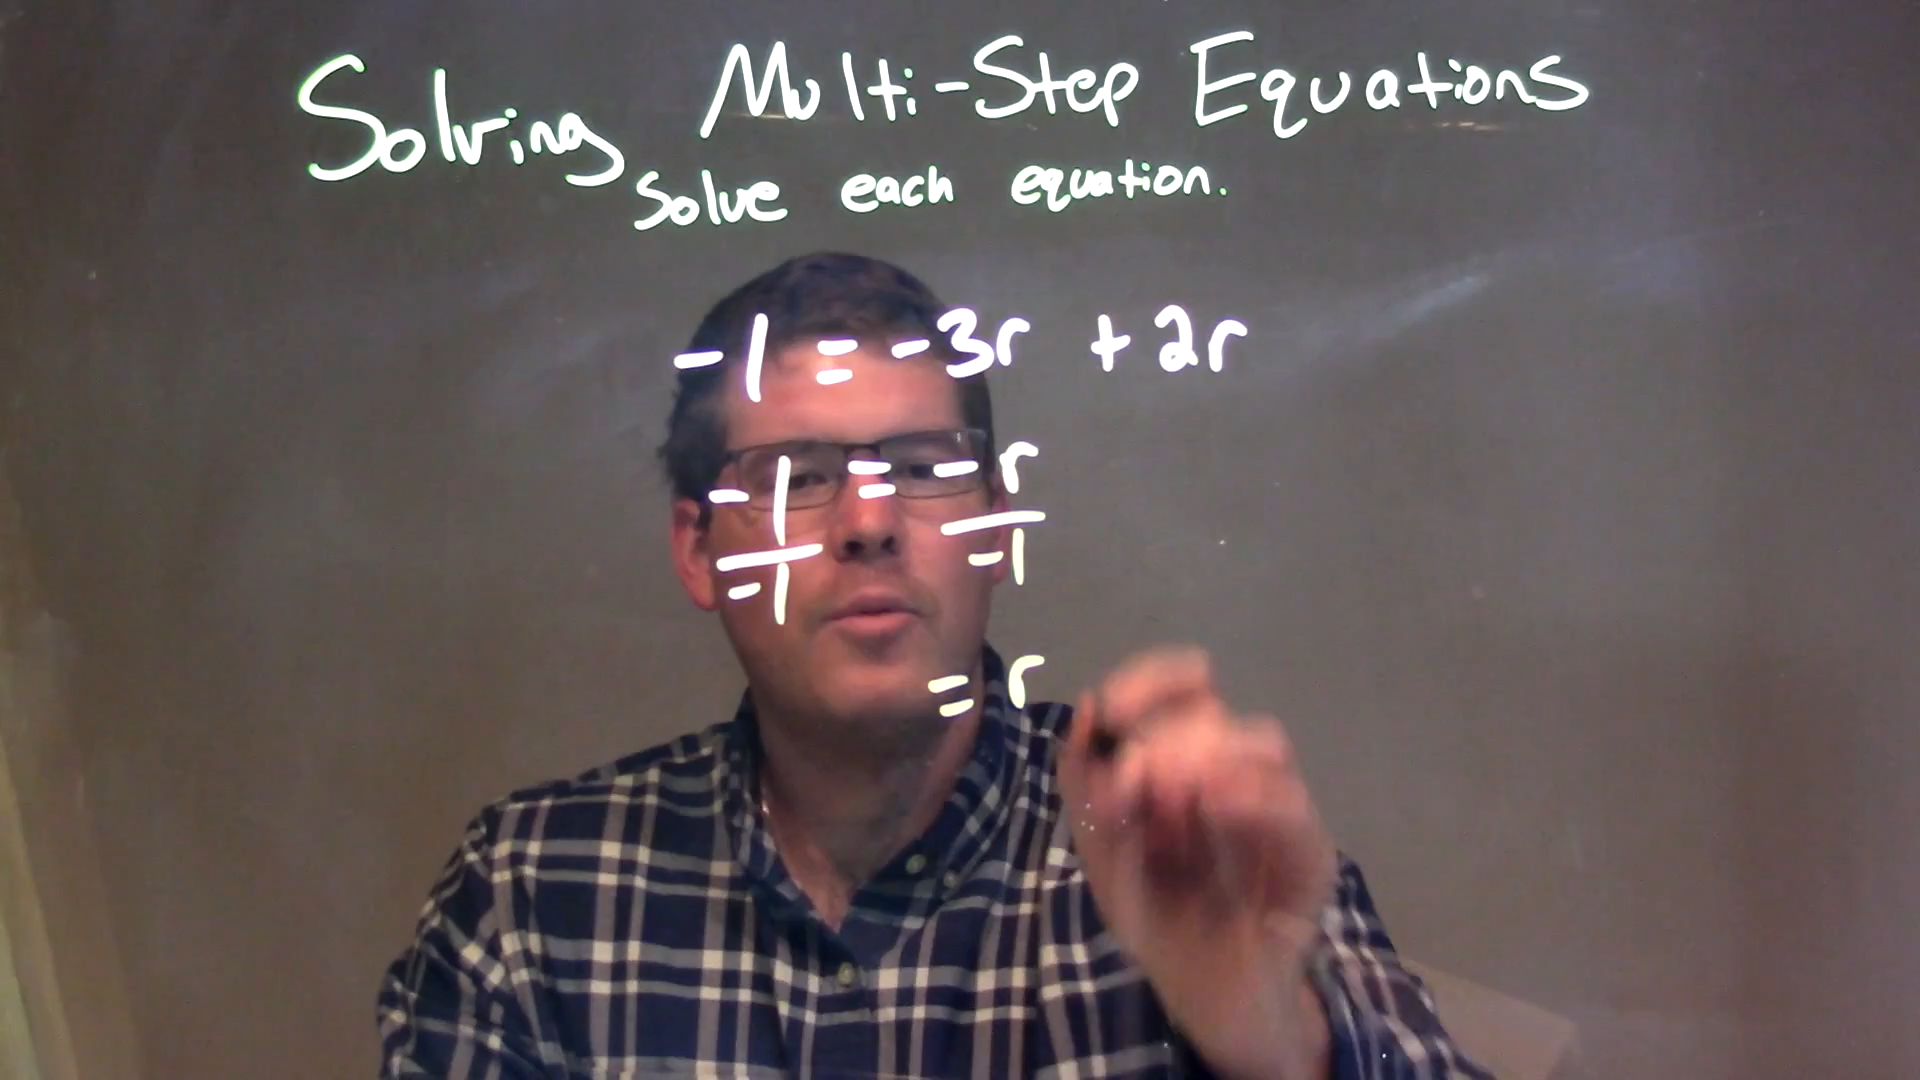 Solving Multi-Step Equations
Solve each equation.
-1 = -3r + 2r
-1 = -r
-1 -1
= r